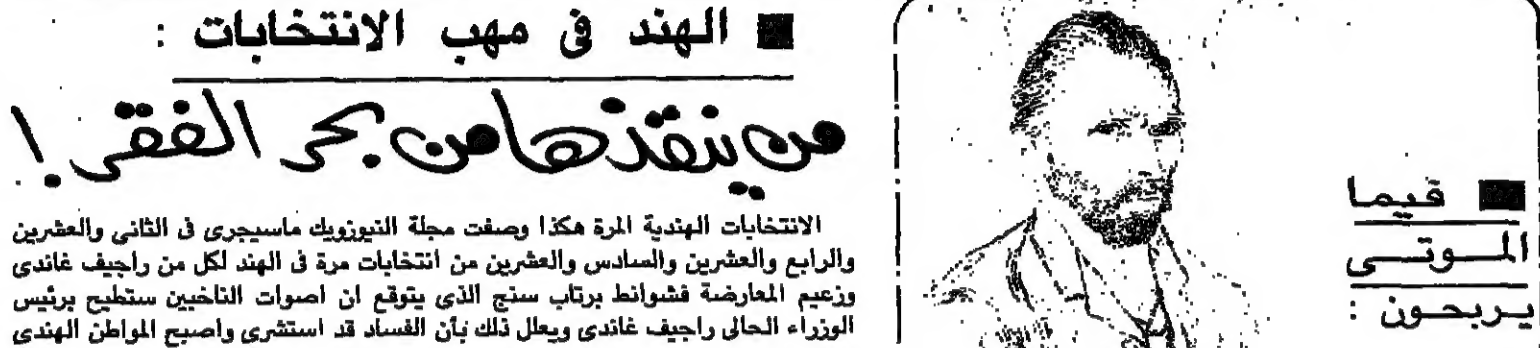 ■ الهند فى مهب الانتخابات :
من ينقذها من بحر الفقر !
الانتخابات الهندية المرة هكذا وصفت مجلة النيوزويك ماسيجرى فى الثانى والعشرين
والرابع والعشرين والسادس والعشرين من انتخابات مرة فى الهند لكل من راجيف غاندى
وزعيم المعارضة فشوانط برتاب سنج الذى يتوقع ان اصوات الناخبين ستطيح برئيس
الوزراء الحالى راجيف غاندى ويعلل ذلك بأن الفساد قد استشرى واصبح المواطن الهندى
■ فيما
المـوتـى
يـربحـون :